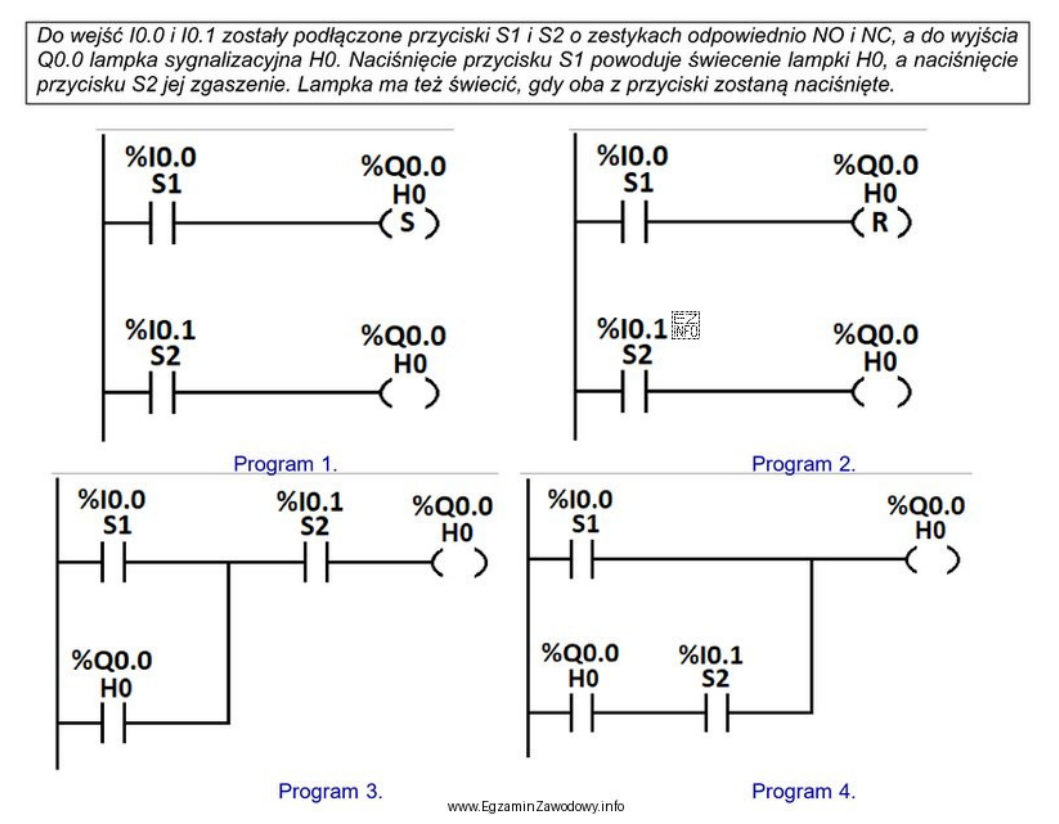 Do wejść I0.0 i I0.1 zostały podłączone przyciski S1 i S2 o zestykach odpowiednio NO i NC, a do wyjścia
Q0.0 lampka sygnalizacyjna H0. Naciśnięcie przycisku S1 powoduje świecenie lampki H0, a naciśnięcie
przycisku S2 jej zgaszenie. Lampka ma też świecić, gdy oba z przyciski zostaną naciśnięte.
%I0.0
S1
%Q0.0
H0
( S )
%I0.1
S2
%Q0.0
H0
( )
Program 1.
%I0.0
S1
%Q0.0
H0
( R )
%I0.1
EZ
INFO
S2
%Q0.0
H0
( )
Program 2.
%I0.0
S1
%I0.1
S2
%Q0.0
H0
( )
%Q0.0
H0
Program 3.
%I0.0
S1
%Q0.0
H0
( )
%Q0.0
H0
%I0.1
S2
Program 4.
www.EgzaminZawodowy.info